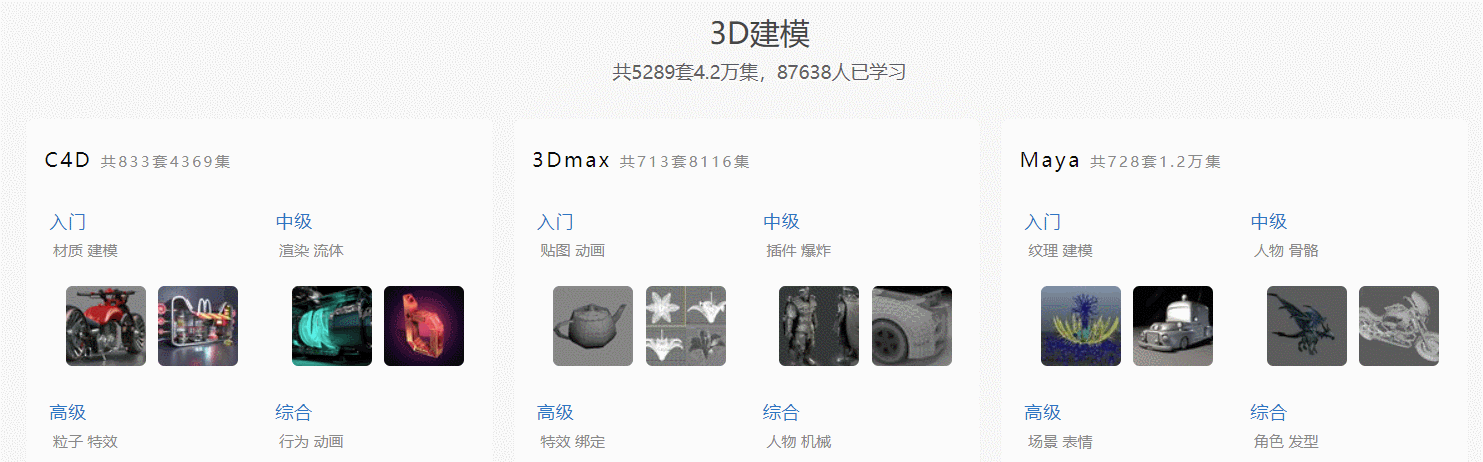 3D建模
共5289套4.2万集，87638人已学习
C4D 共833套4369集
入门
材质 建模
中级
渲染 流体
高级
粒子 特效
综合
行为 动画
3Dmax 共713套8116集
入门
贴图 动画
中级
插件 爆炸
高级
特效 绑定
综合
人物 机械
Maya 共728套1.2万集
入门
纹理 建模
中级
人物 骨骼
高级
场景 表情
综合
角色 发型